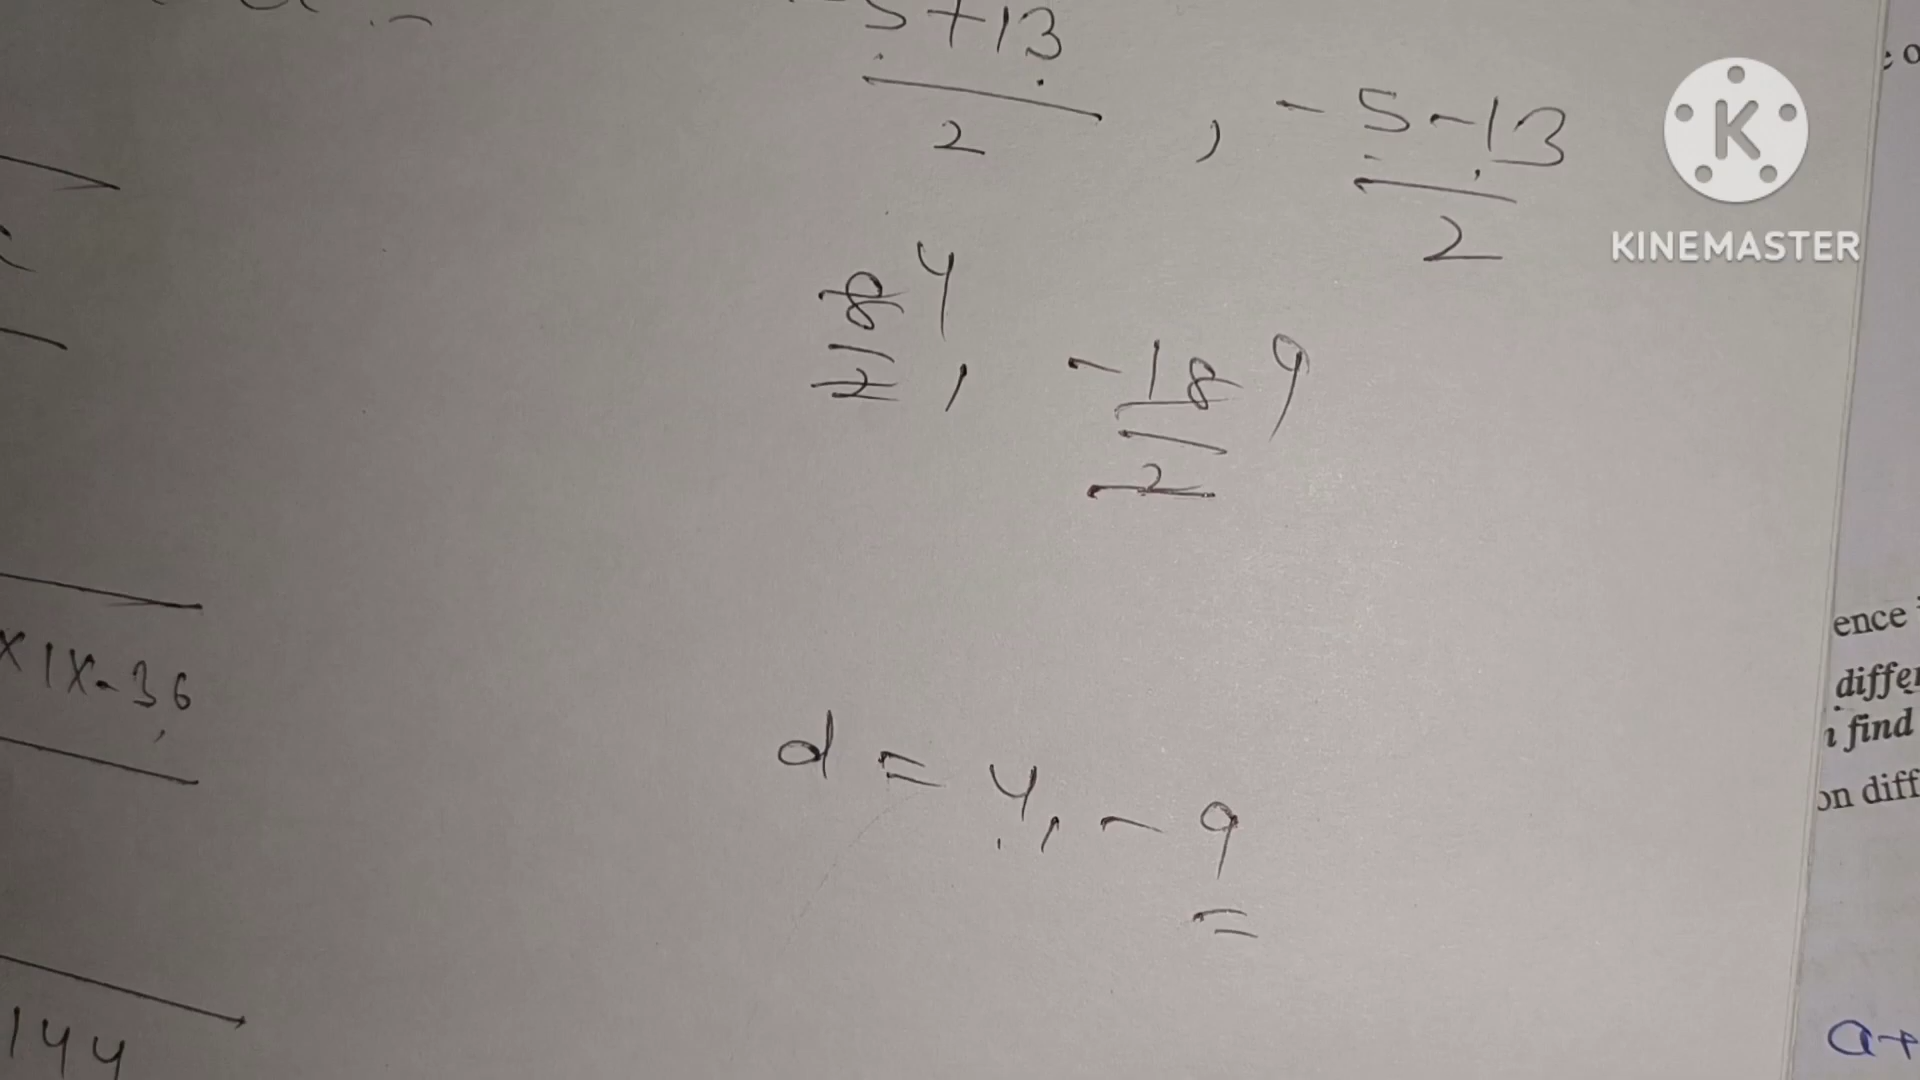 -5+13
2
, -5-13
2
KINEMASTER
8 4
2
, -18 9
2
x1x-36
d = 4, -9
=
144
ence
differ
find
on diff
a+